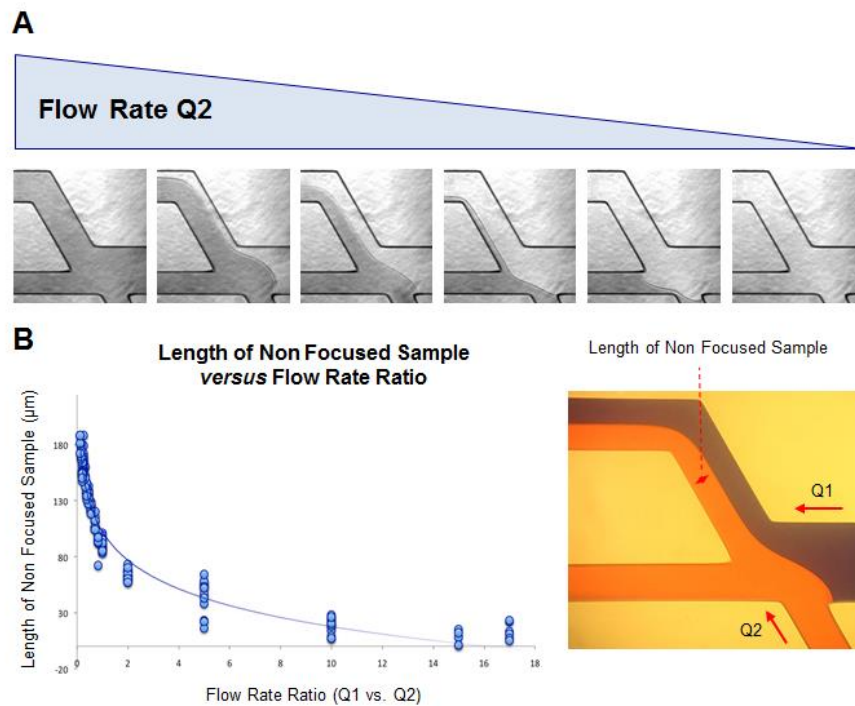 A
Flow Rate Q2
B
Length of Non Focused Sample
versus Flow Rate Ratio
Length of Non Focused Sample (µm)
180
130
80
30
-20
0
2
4
6
8
10
12
14
16
18
Flow Rate Ratio (Q1 vs. Q2)
Length of Non Focused Sample
Q1
Q2